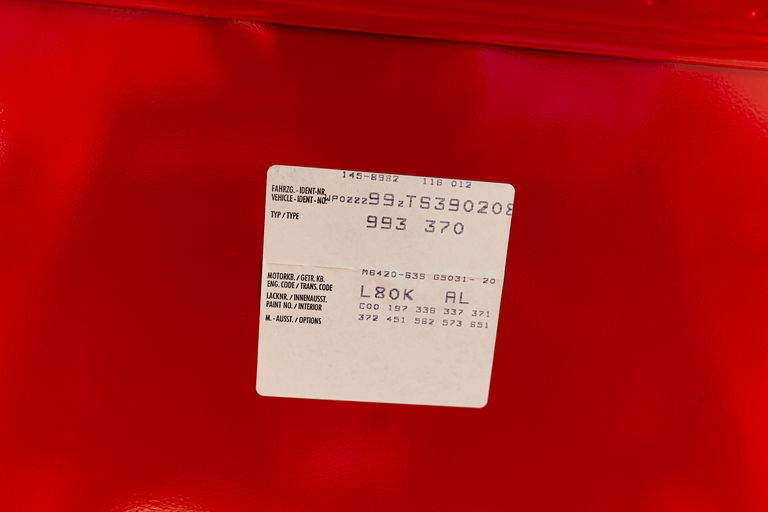 145-8982 116 012
FAHRZG. - IDENT-NR.
VEHICLE - IDENT - NO. WP0ZZZ99ZTS390208
TYP / TYPE 993 370
MOTORKB. / GETR. KB. M6420-63S G5031- 20
ENG. CODE / TRANS. CODE
LACKNR. / INNENAUSST. L80K AL
PAINT NO. / INTERIOR C00 197 338 337 371
M. - AUSST. / OPTIONS 372 451 562 573 651